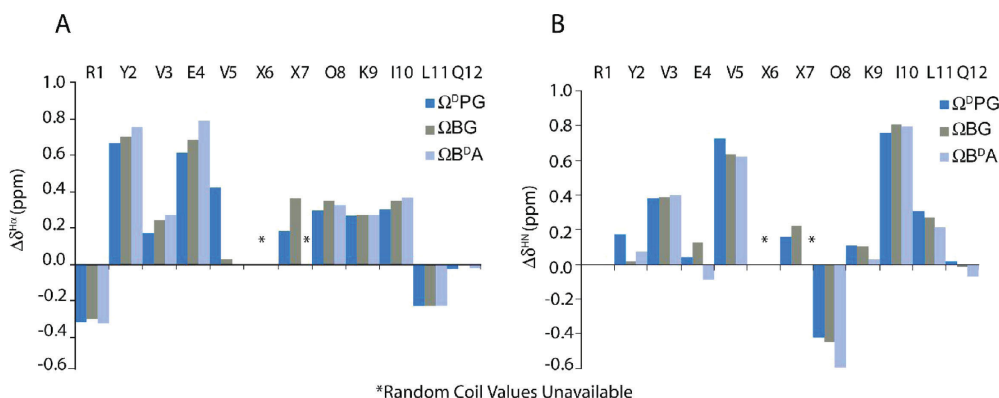 A
R1 Y2 V3 E4 V5 X6 X7 O8 K9 I10 L11 Q12
1.0
0.8
0.6
0.4
0.2
0.0
-0.2
-0.4
-0.6
Δδᴴᵅ (ppm)
ΩᴰPG
ΩBG
ΩBᴰA
* *
B
R1 Y2 V3 E4 V5 X6 X7 O8 K9 I10 L11 Q12
1.0
0.8
0.6
0.4
0.2
0.0
-0.2
-0.4
-0.6
Δδᴴᴺ (ppm)
ΩᴰPG
ΩBG
ΩBᴰA
* *
*Random Coil Values Unavailable